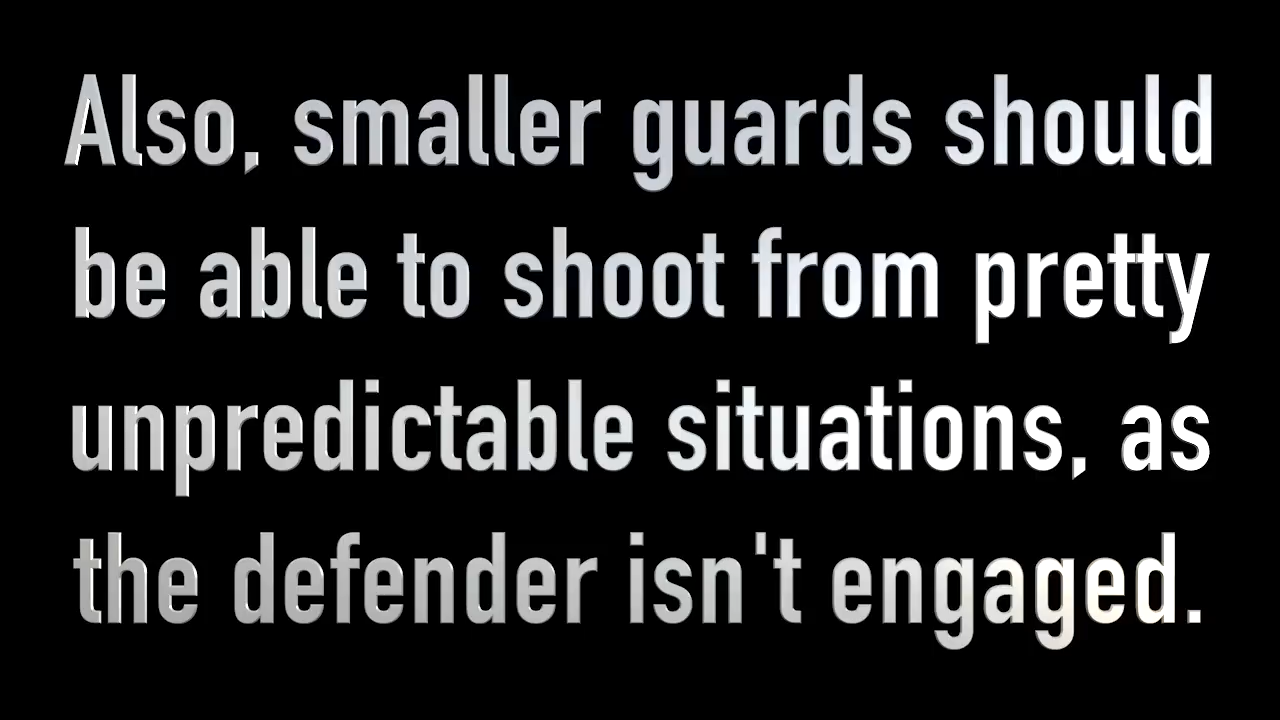 Also, smaller guards should
be able to shoot from pretty
unpredictable situations, as
the defender isn't engaged.